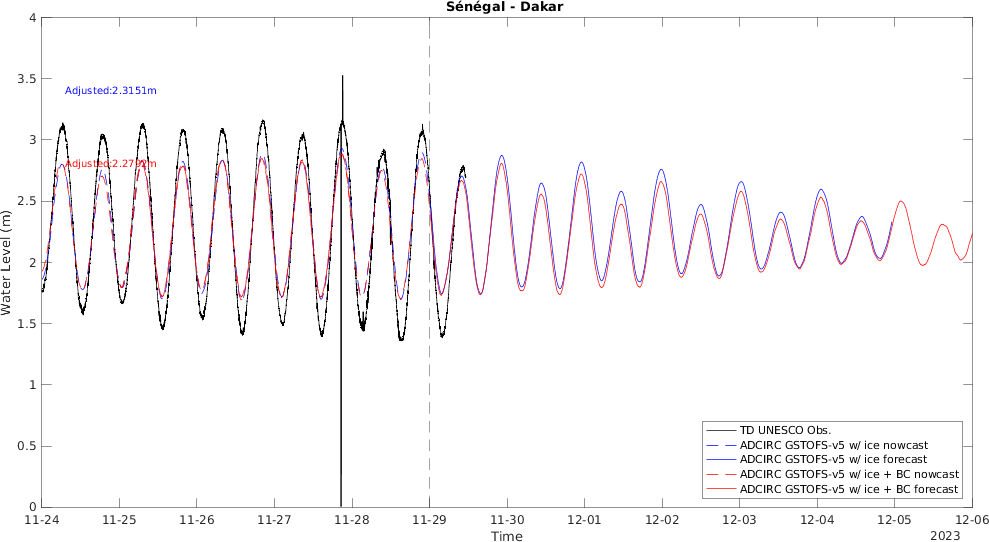 Sénégal - Dakar
4
3.5
3
2.5
2
1.5
1
0.5
0
Water Level (m)
Adjusted:2.3151m
TD UNESCO Obs.
ADCIRC GSTOFS-v5 w/ ice nowcast
ADCIRC GSTOFS-v5 w/ ice forecast
ADCIRC GSTOFS-v5 w/ ice + BC nowcast
ADCIRC GSTOFS-v5 w/ ice + BC forecast
11-24 11-25 11-26 11-27 11-28 11-29 11-30 12-01 12-02 12-03 12-04 12-05 12-06
Time
2023